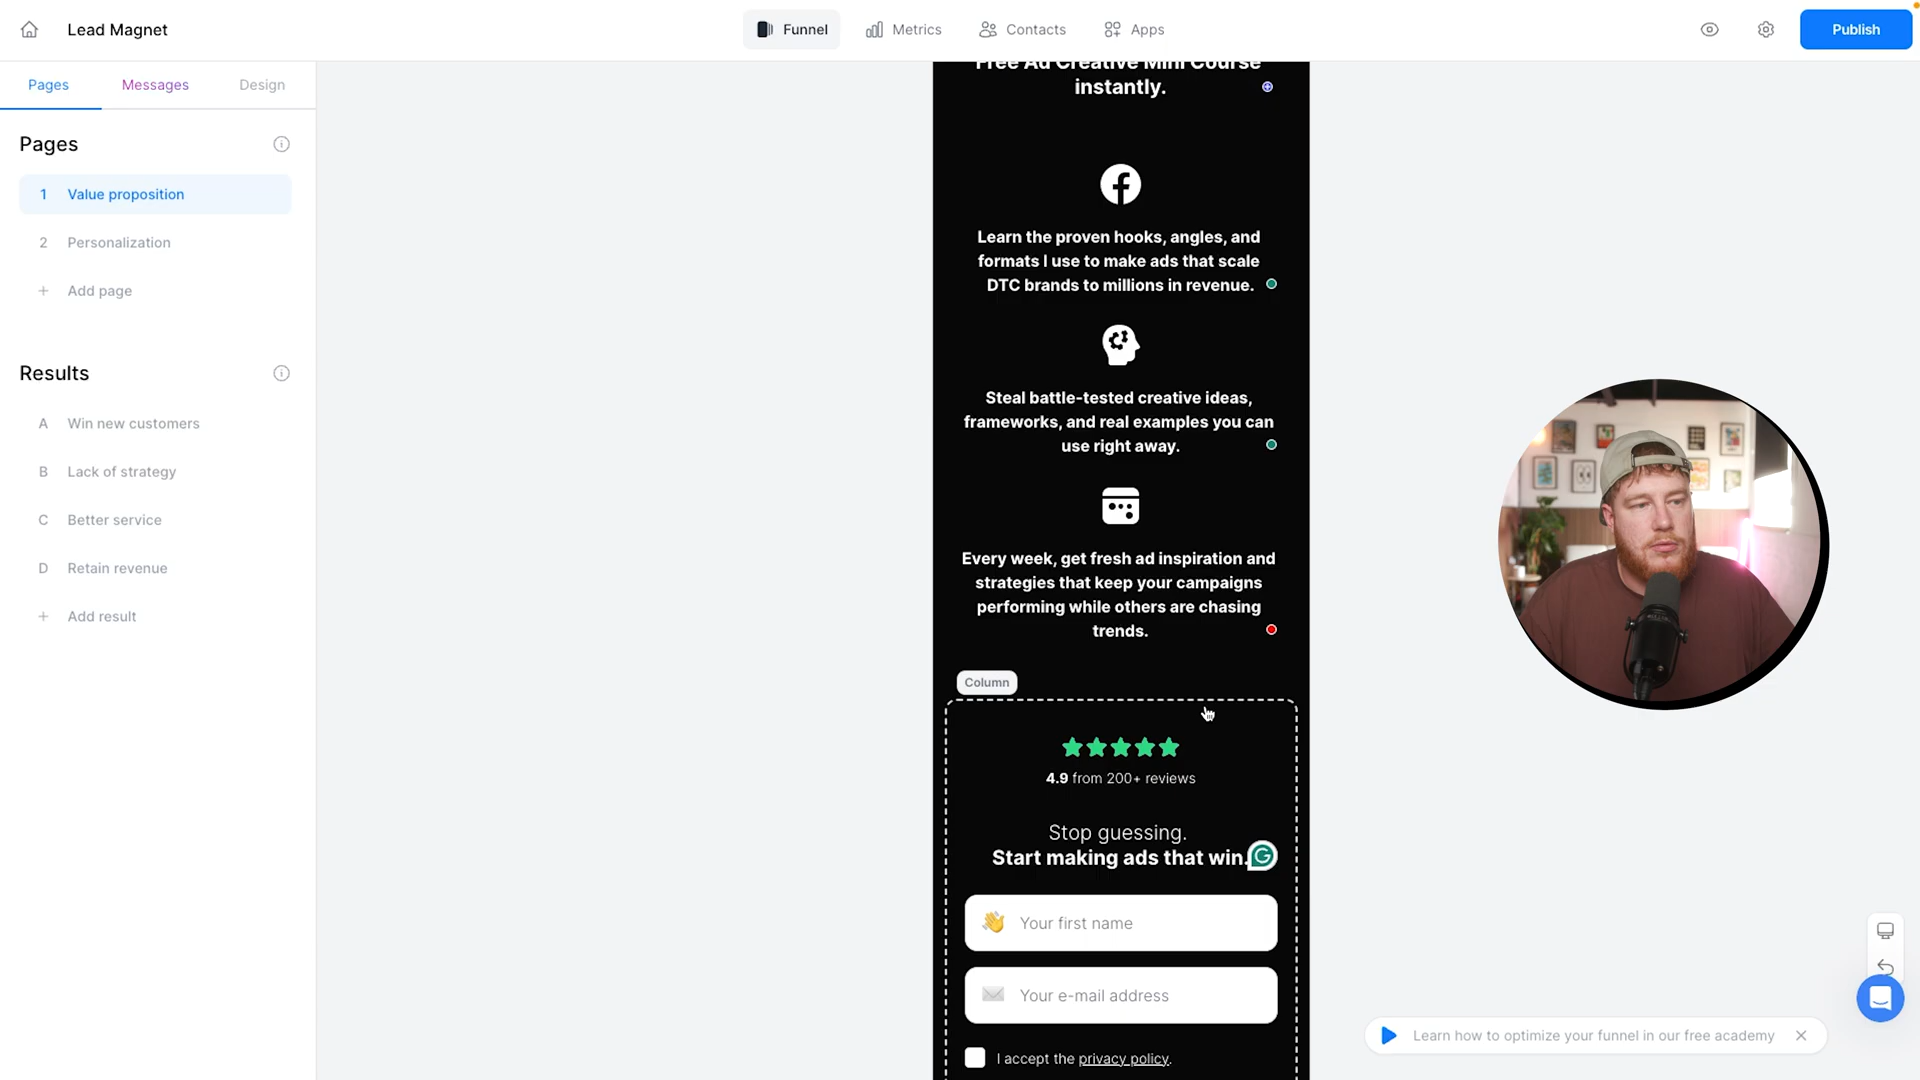 Lead Magnet
Funnel
Metrics
Contacts
Apps
Publish
Pages
Messages
Design
Pages
1 Value proposition
2 Personalization
+ Add page
Results
A Win new customers
B Lack of strategy
C Better service
D Retain revenue
+ Add result
Free Ad Creative Mini Course
instantly.
Learn the proven hooks, angles, and
formats I use to make ads that scale
DTC brands to millions in revenue.
Steal battle-tested creative ideas,
frameworks, and real examples you can
use right away.
Every week, get fresh ad inspiration and
strategies that keep your campaigns
performing while others are chasing
trends.
Column
4.9 from 200+ reviews
Stop guessing.
Start making ads that win.
Your first name
Your e-mail address
I accept the privacy policy.
Learn how to optimize your funnel in our free academy